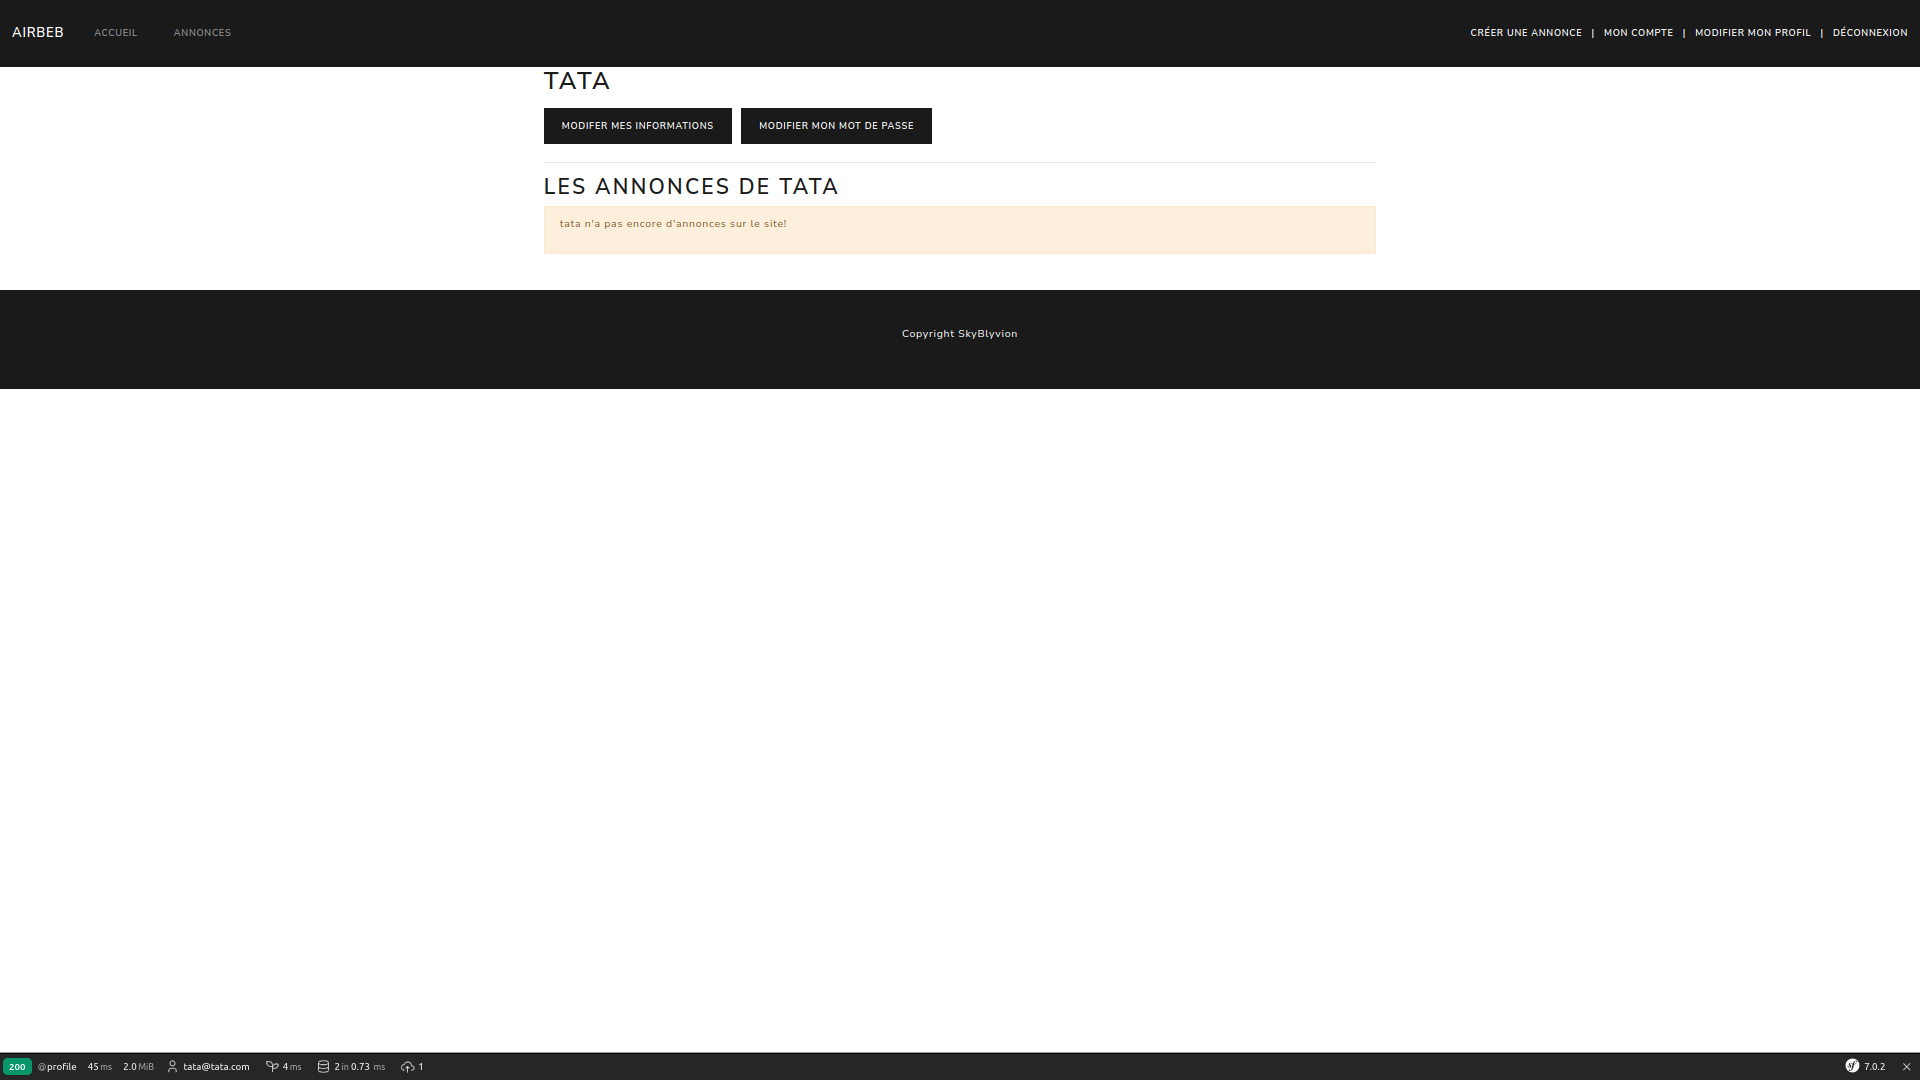 AIRBEB ACCUEIL ANNONCES CRÉER UNE ANNONCE | MON COMPTE | MODIFIER MON PROFIL | DÉCONNEXION
TATA
MODIFER MES INFORMATIONS MODIFIER MON MOT DE PASSE
LES ANNONCES DE TATA
tata n'a pas encore d'annonces sur le site!
Copyright SkyBlyvion
200 @profile 45 ms 2.0 MiB tata@tata.com 4 ms 2 in 0.73 ms 1 sf 7.0.2